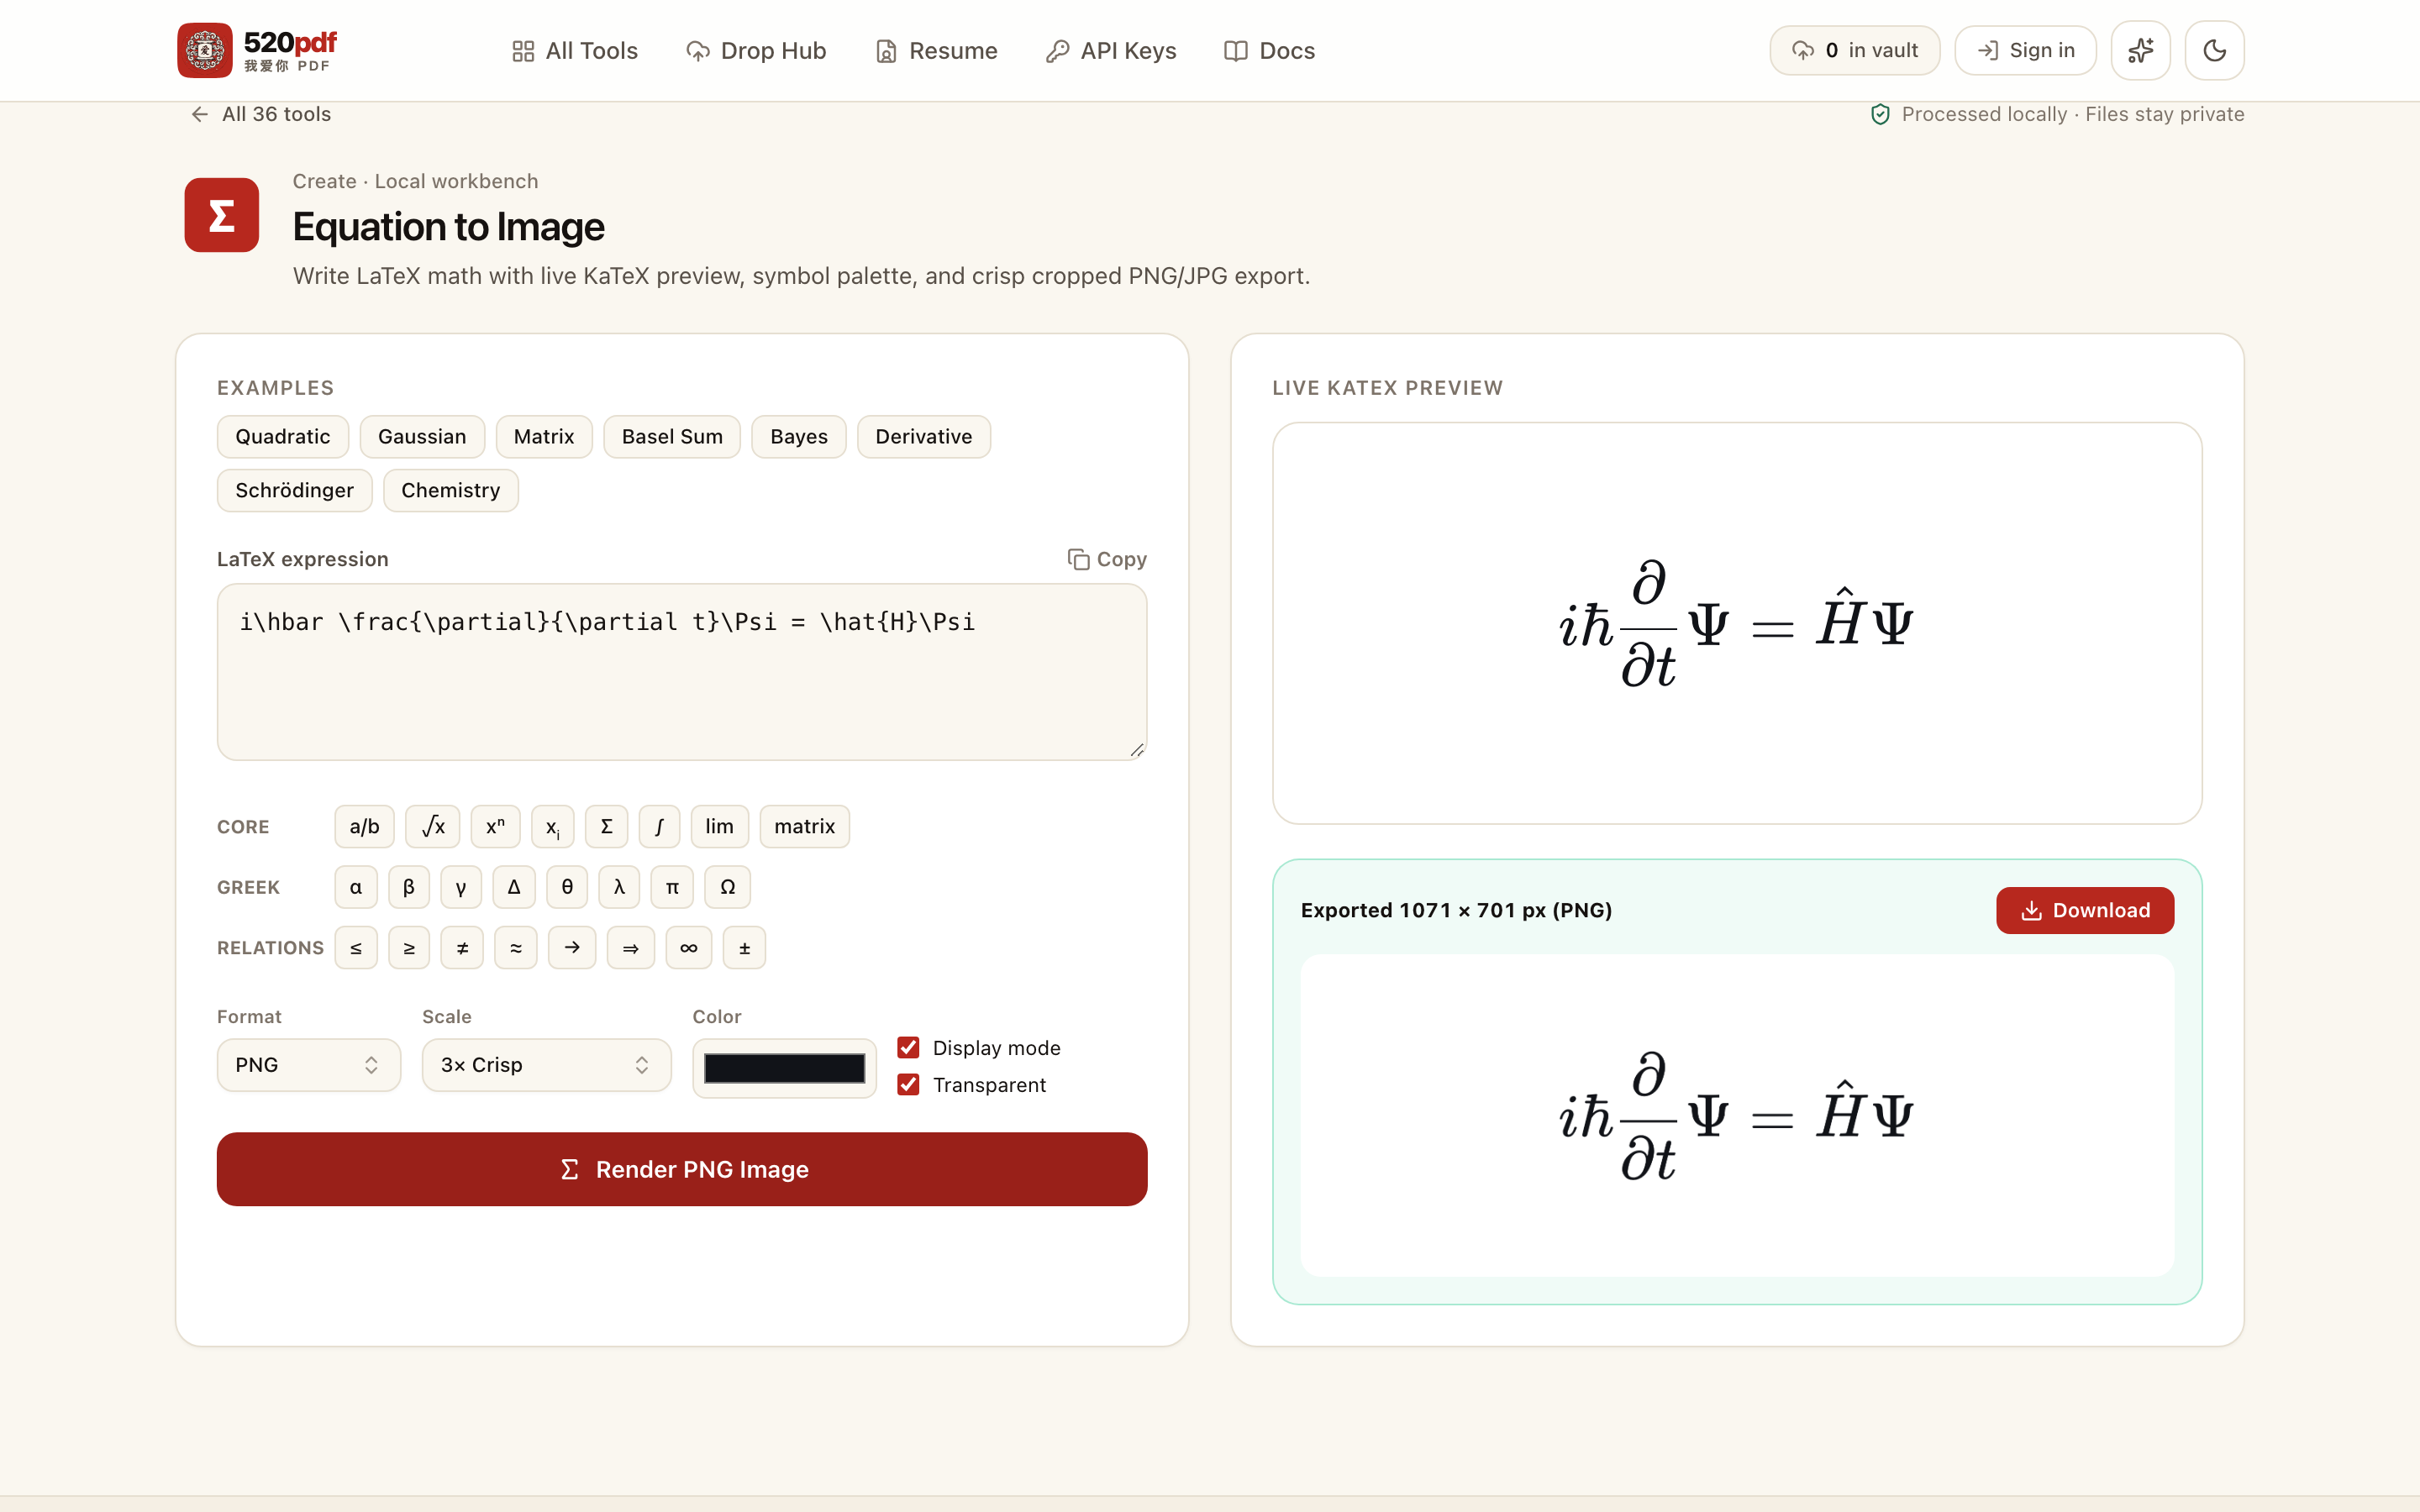 520pdf
我爱你 PDF
All Tools
Drop Hub
Resume
API Keys
Docs
0 in vault
Sign in
All 36 tools
Processed locally · Files stay private
Σ
Create · Local workbench
Equation to Image
Write LaTeX math with live KaTeX preview, symbol palette, and crisp cropped PNG/JPG export.
EXAMPLES
Quadratic
Gaussian
Matrix
Basel Sum
Bayes
Derivative
Schrödinger
Chemistry
LaTeX expression
Copy
i\hbar \frac{\partial}{\partial t}\Psi = \hat{H}\Psi
CORE
a/b
√x
xⁿ
xᵢ
Σ
∫
lim
matrix
GREEK
α
β
γ
Δ
θ
λ
π
Ω
RELATIONS
≤
≥
≠
≈
→
⇒
∞
±
Format
Scale
Color
PNG
3× Crisp
Display mode
Transparent
Σ Render PNG Image
LIVE KATEX PREVIEW
iℏ ∂/∂t Ψ = ĤΨ
Exported 1071 × 701 px (PNG)
Download
iℏ ∂/∂t Ψ = ĤΨ